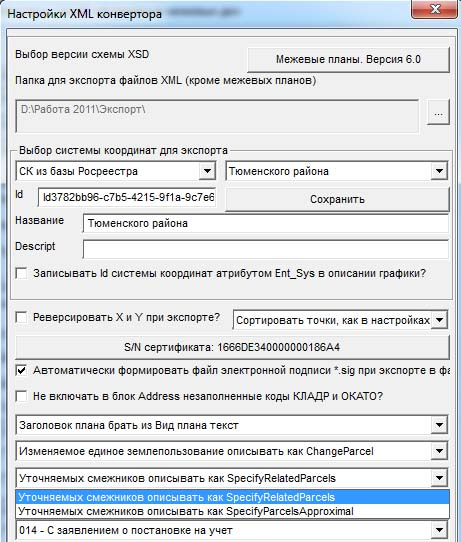 Настройки XML конвертора
Выбор версии схемы XSD
Межевые планы. Версия 6.0
Папка для экспорта файлов XML (кроме межевых планов)
D:\Работа 2011\Экспорт\
...
Выбор системы координат для экспорта
СК из базы Росреестра
Тюменского района
Id
Id3782bb96-c7b5-4215-9f1a-9c7e6
Сохранить
Название
Тюменского района
Descript
Записывать Id системы координат атрибутом Ent_Sys в описании графики?
Реверсировать X и Y при экспорте?
Сортировать точки, как в настройках
S/N сертификата: 1666DE340000000186A4
Автоматически формировать файл электронной подписи *.sig при экспорте в фа
Не включать в блок Address незаполненные коды КЛАДР и ОКАТО?
Заголовок плана брать из Вид плана текст
Изменяемое единое землепользование описывать как ChangeParcel
Уточняемых смежников описывать как SpecifyRelatedParcels
Уточняемых смежников описывать как SpecifyRelatedParcels
Уточняемых смежников описывать как SpecifyParcelsApproximal
014 - С заявлением о постановке на учет